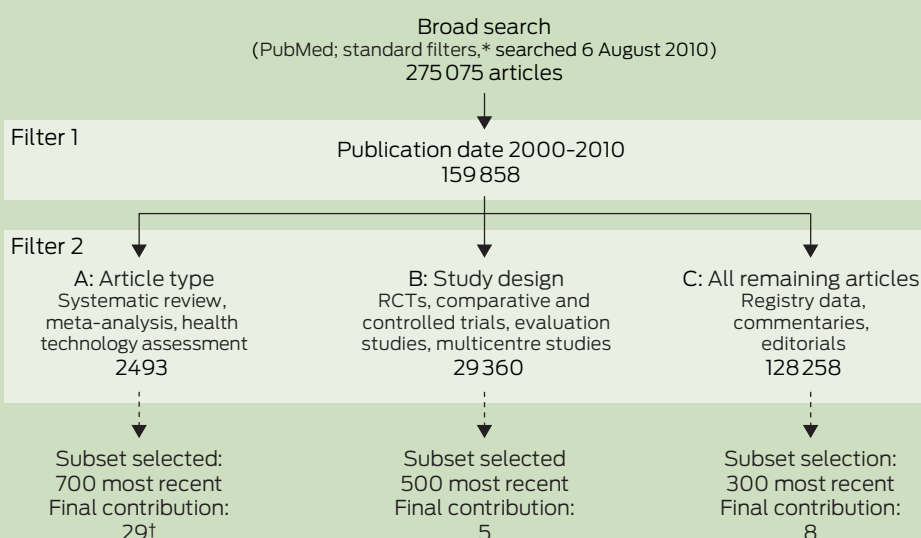 Broad search
(PubMed; standard filters,* searched 6 August 2010)
275 075 articles
Filter 1
Publication date 2000-2010
159 858
Filter 2
A: Article type
Systematic review,
meta-analysis, health
technology assessment
2493
B: Study design
RCTs, comparative and
controlled trials, evaluation
studies, multicentre studies
29 360
C: All remaining articles
Registry data,
commentaries,
editorials
128 258
Subset selected:
700 most recent
Final contribution:
29†
Subset selected
500 most recent
Final contribution:
5
Subset selection:
300 most recent
Final contribution:
8